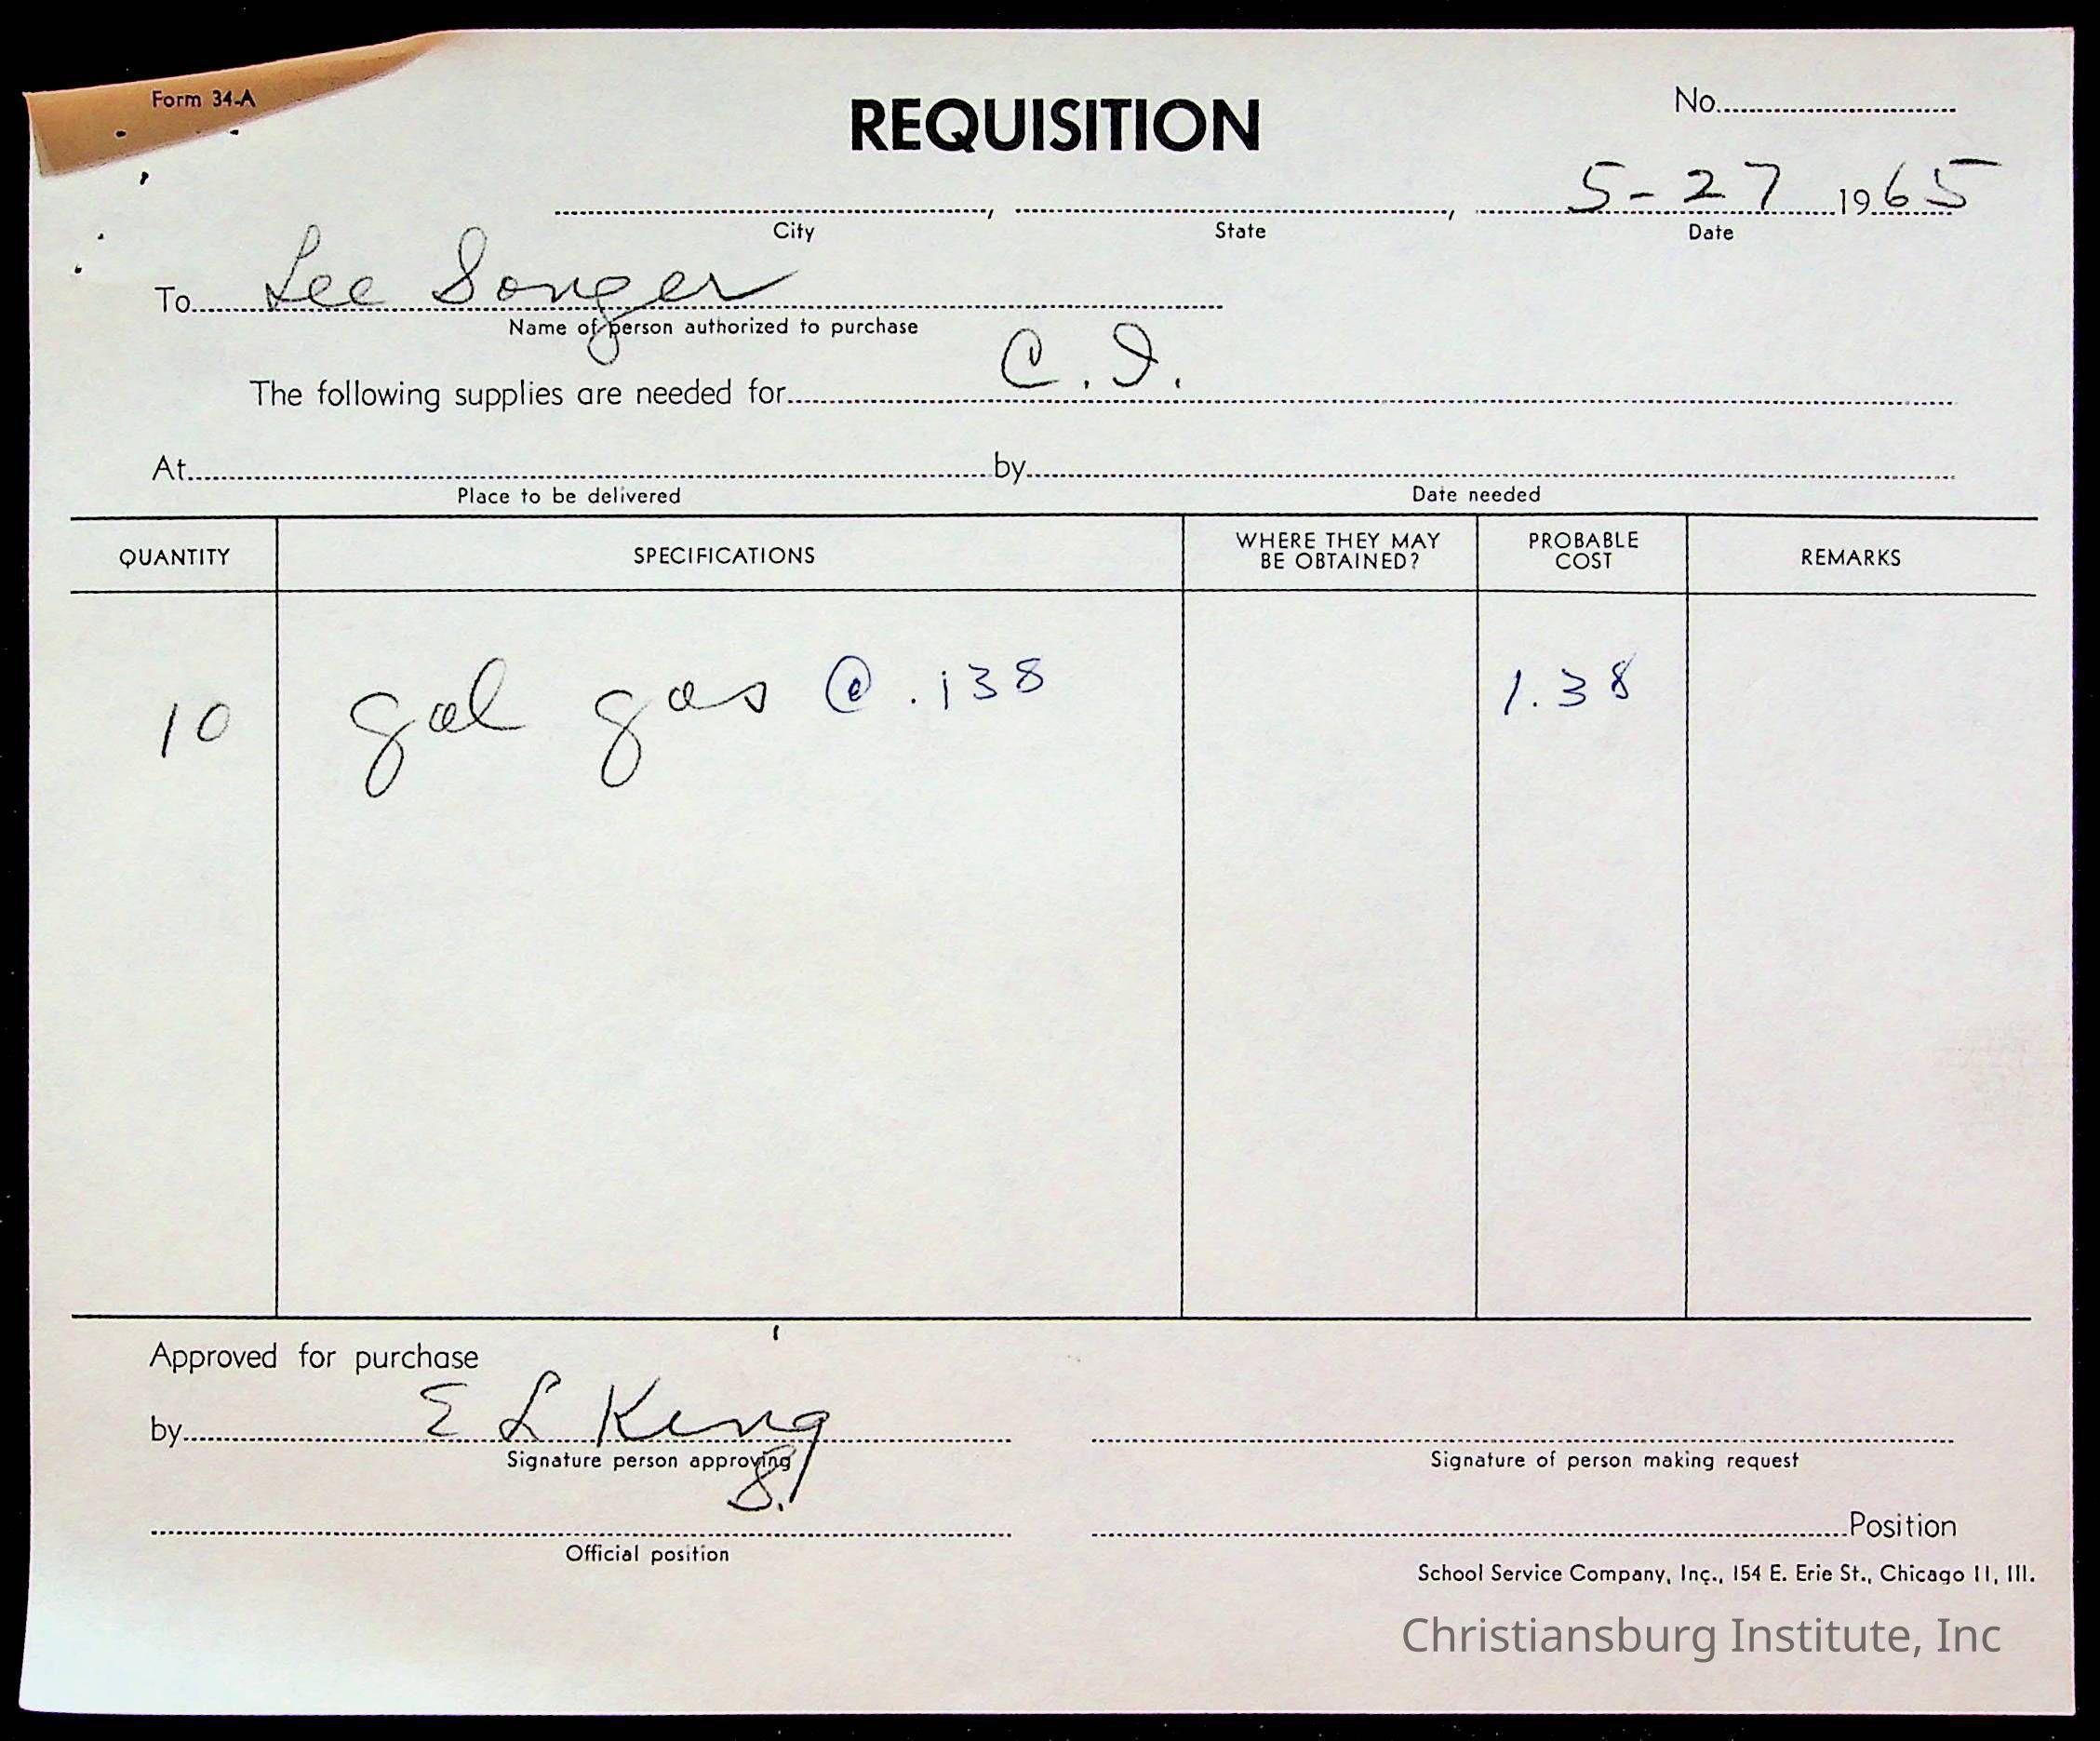 Form 34-A
REQUISITION
No.
5-27 1965
City State Date
To Lee Songer
Name of person authorized to purchase
The following supplies are needed for C. I.
At by
Place to be delivered Date needed
QUANTITY SPECIFICATIONS WHERE THEY MAY BE OBTAINED? PROBABLE COST REMARKS
10 gal gas @ .138 1.38
Approved for purchase
by E L King
Signature person approving Signature of person making request
Position
Official position
School Service Company, Inc., 154 E. Erie St., Chicago 11, Ill.
Christiansburg Institute, Inc